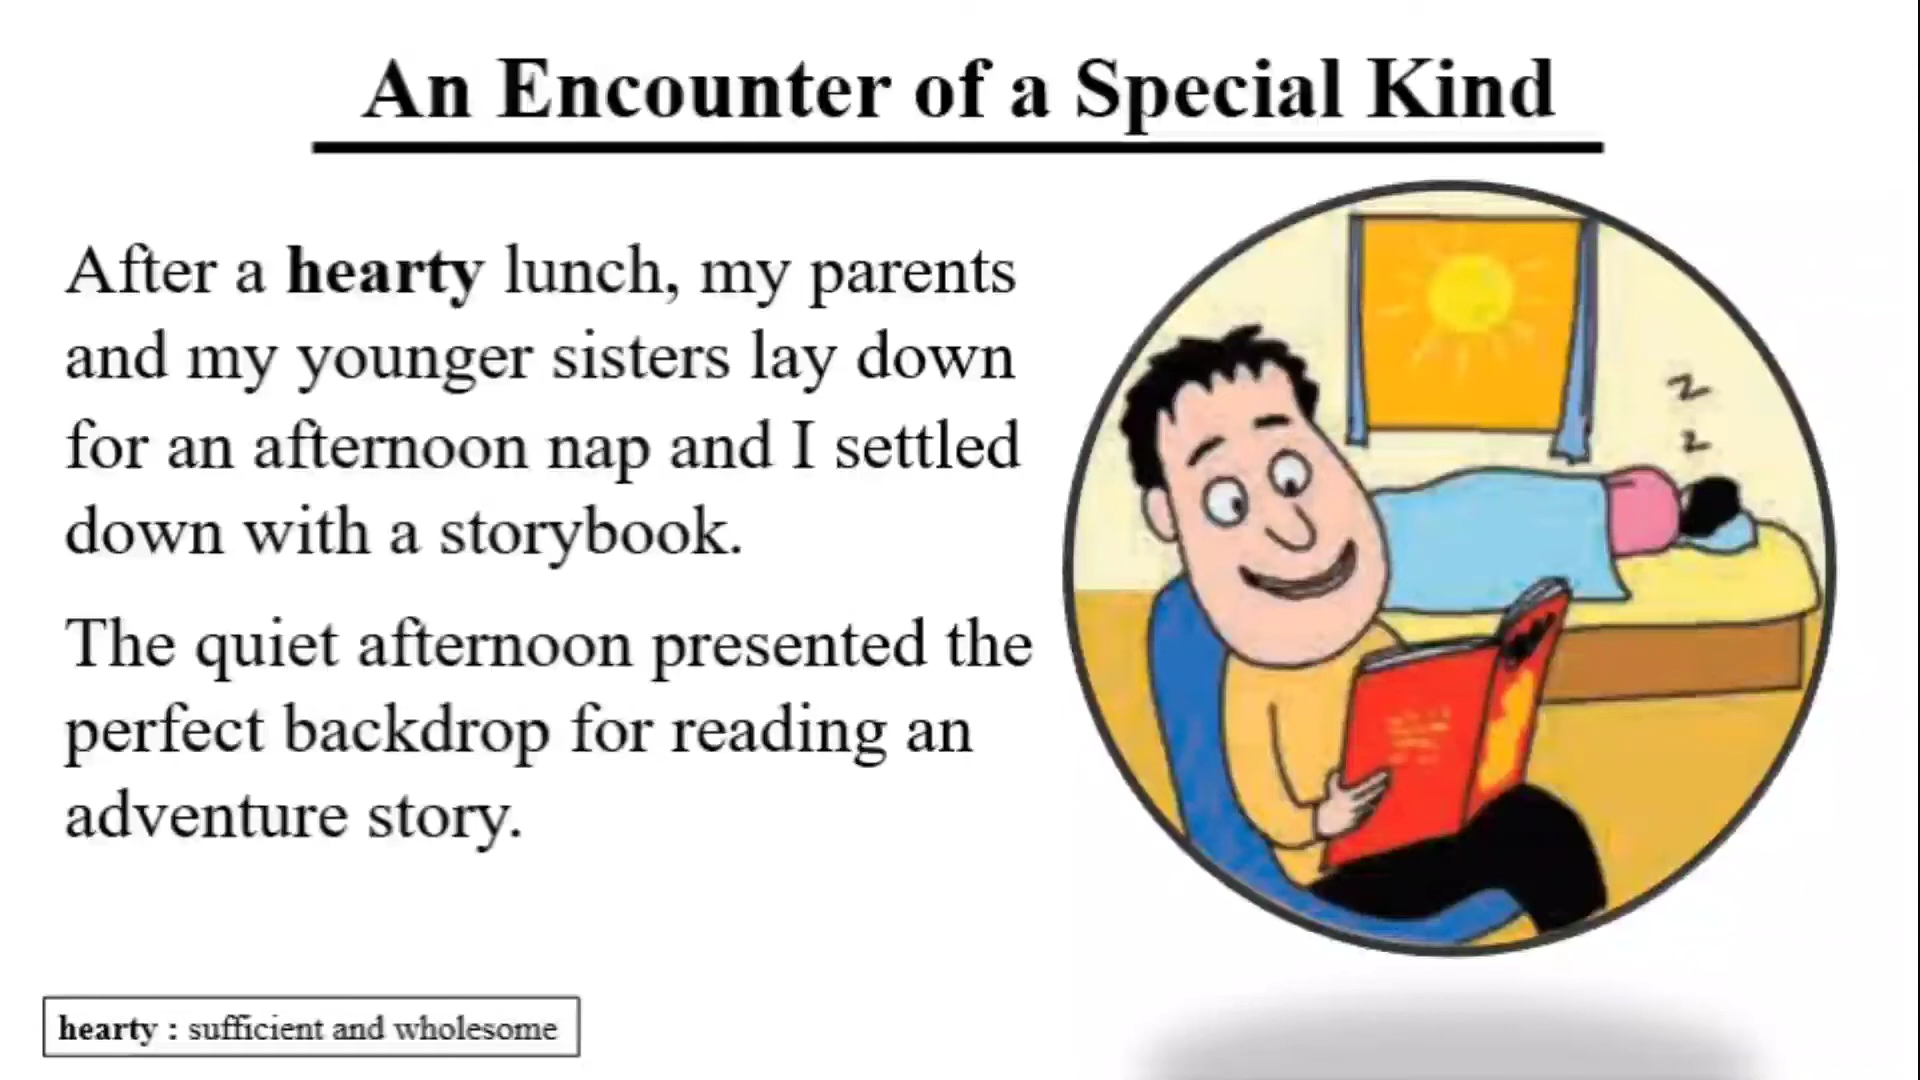 An Encounter of a Special Kind
After a hearty lunch, my parents
and my younger sisters lay down
for an afternoon nap and I settled
down with a storybook.
The quiet afternoon presented the
perfect backdrop for reading an
adventure story.
z
z
hearty : sufficient and wholesome